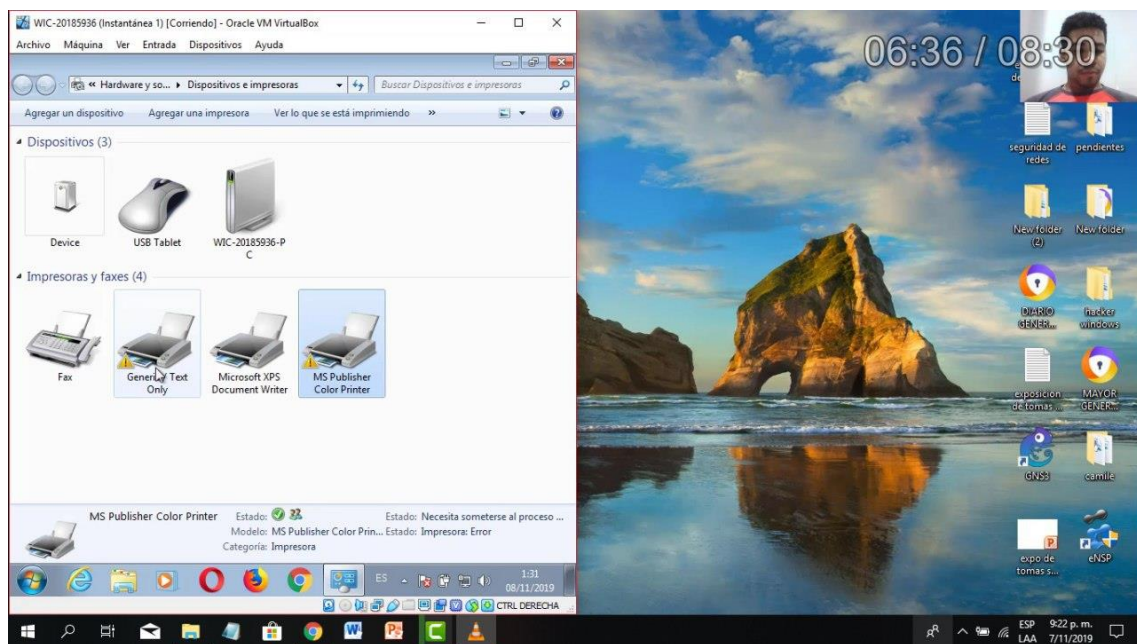 WIC-20185936 (Instantánea 1) [Corriendo] - Oracle VM VirtualBox
Archivo Máquina Ver Entrada Dispositivos Ayuda
« Hardware y so... ▸ Dispositivos e impresoras
Buscar Dispositivos e impresoras
Agregar un dispositivo Agregar una impresora Ver lo que se está imprimiendo »
Dispositivos (3)
Device
USB Tablet
WIC-20185936-P
C
Impresoras y faxes (4)
Fax
Text
Only
Microsoft XPS
Document Writer
MS Publisher
Color Printer
MS Publisher Color Printer
Estado:
Estado: Necesita someterse al proceso ...
Modelo: MS Publisher Color Prin...
Estado: Impresora: Error
Categoría: Impresora
ES
1:31
08/11/2019
CTRL DERECHA
06:36 / 08:30
seguridad de
redes
pendientes
New folder
(2)
New folder
DIARIO
GENER...
hacker
windows
exposicion
de tomas ...
MAYOR
GENER...
GNS3
camile
expo de
tomas s...
eNSP
ESP
LAA
9:22 p. m.
7/11/2019